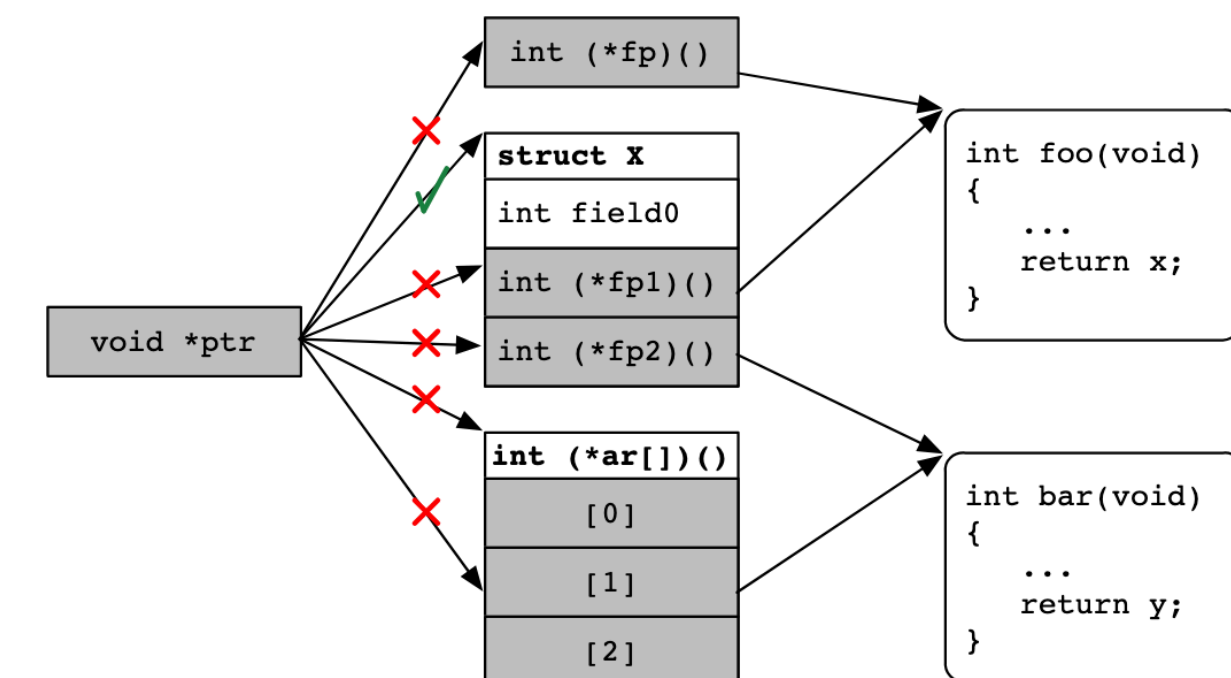 int (*fp)()
struct X
int field0
int (*fp1)()
int (*fp2)()
void *ptr
int (*ar[])()
[0]
[1]
[2]
int foo(void)
{
...
return x;
}
int bar(void)
{
...
return y;
}